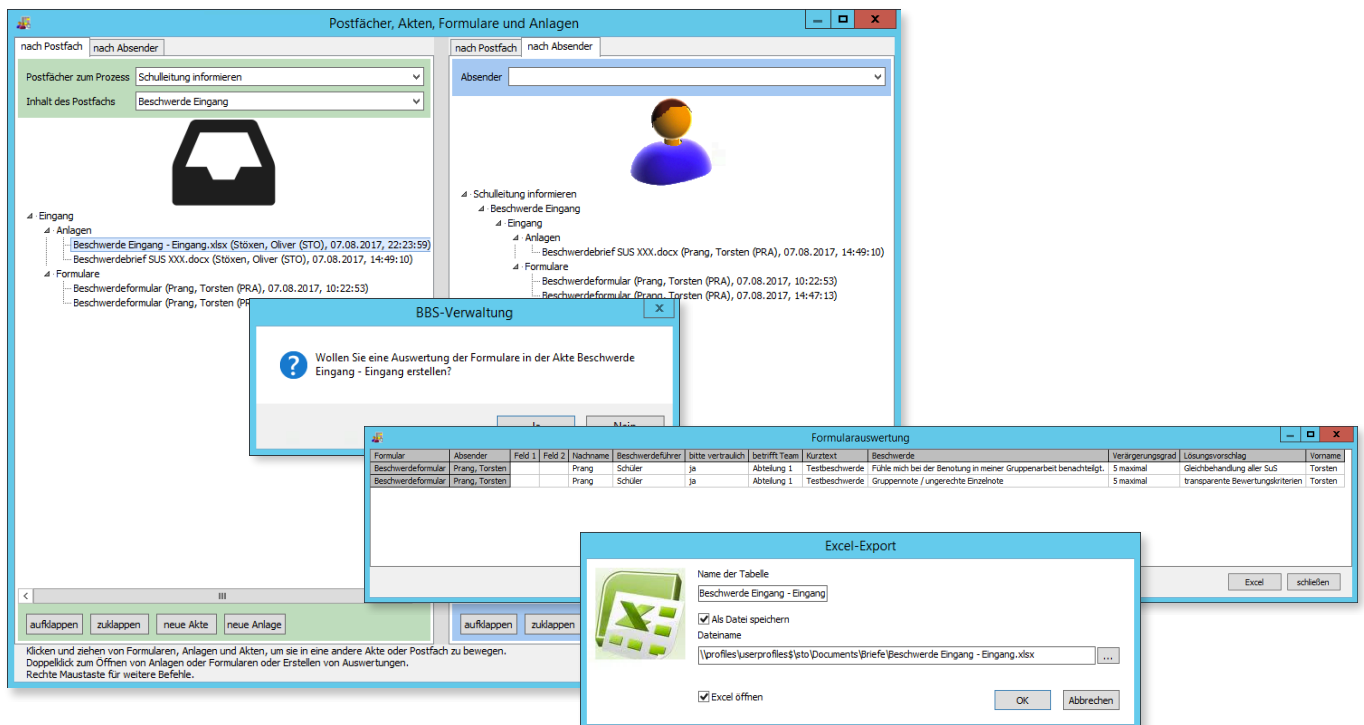 Postfächer, Akten, Formulare und Anlagen
nach Postfach nach Absender
Postfächer zum Prozess Schulleitung informieren
Inhalt des Postfachs Beschwerde Eingang
Eingang
Anlagen
Beschwerde Eingang - Eingang.xlsx (Stöxen, Oliver (STO), 07.08.2017, 22:23:59)
Beschwerdebrief SUS XXX.docx (Stöxen, Oliver (STO), 07.08.2017, 14:49:10)
Formulare
Beschwerdeformular (Prang, Torsten (PRA), 07.08.2017, 10:22:53)
Beschwerdeformular (Prang, Torsten
aufklappen zuklappen neue Akte neue Anlage
nach Postfach nach Absender
Absender
Schulleitung informieren
Beschwerde Eingang
Eingang
Anlagen
Beschwerdebrief SUS XXX.docx (Prang, Torsten (PRA), 07.08.2017, 14:49:10)
Formulare
Beschwerdeformular (Prang, Torsten (PRA), 07.08.2017, 10:22:53)
Beschwerdeformular (Prang, Torsten (PRA), 07.08.2017, 14:47:13)
aufklappen zuklappen
Klicken und ziehen von Formularen, Anlagen und Akten, um sie in eine andere Akte oder Postfach zu bewegen.
Doppelklick zum Öffnen von Anlagen oder Formularen oder Erstellen von Auswertungen.
Rechte Maustaste für weitere Befehle.
BBS-Verwaltung
Wollen Sie eine Auswertung der Formulare in der Akte Beschwerde
Eingang - Eingang erstellen?
Ja Nein
Formularauswertung
Formular Absender Feld 1 Feld 2 Nachname Beschwerdeführer bitte vertraulich betrifft Team Kurztext Beschwerde Verärgerungsgrad Lösungsvorschlag Vorname
Beschwerdeformular Prang, Torsten Prang Schüler ja Abteilung 1 Testbeschwerde Fühle mich bei der Benotung in meiner Gruppenarbeit benachteiligt. 5 maximal Gleichbehandlung aller SuS Torsten
Beschwerdeformular Prang, Torsten Prang Schüler ja Abteilung 1 Testbeschwerde Gruppennote / ungerechte Einzelnote 5 maximal transparente Bewertungskriterien Torsten
Excel schließen
Excel-Export
Name der Tabelle
Beschwerde Eingang - Eingang
Als Datei speichern
Dateiname
\\profiles\userprofiles$\sto\Documents\Briefe\Beschwerde Eingang - Eingang.xlsx ...
Excel öffnen
OK Abbrechen